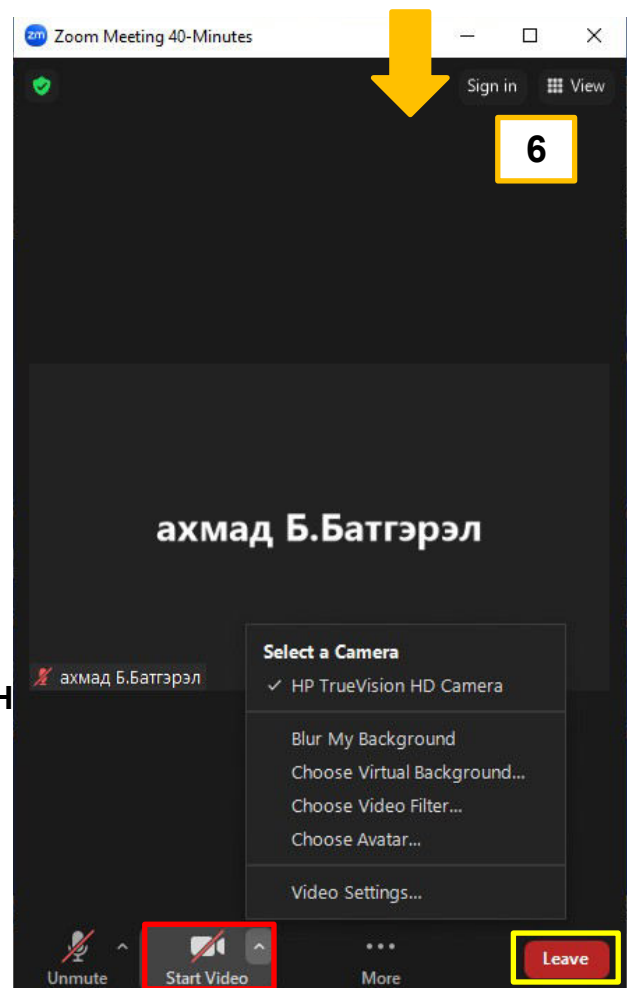 zm Zoom Meeting 40-Minutes
Sign in View
6
ахмад Б.Батгэрэл
ахмад Б.Батгэрэл
н
Select a Camera
✓ HP TrueVision HD Camera
Blur My Background
Choose Virtual Background...
Choose Video Filter...
Choose Avatar...
Video Settings...
Unmute Start Video More Leave